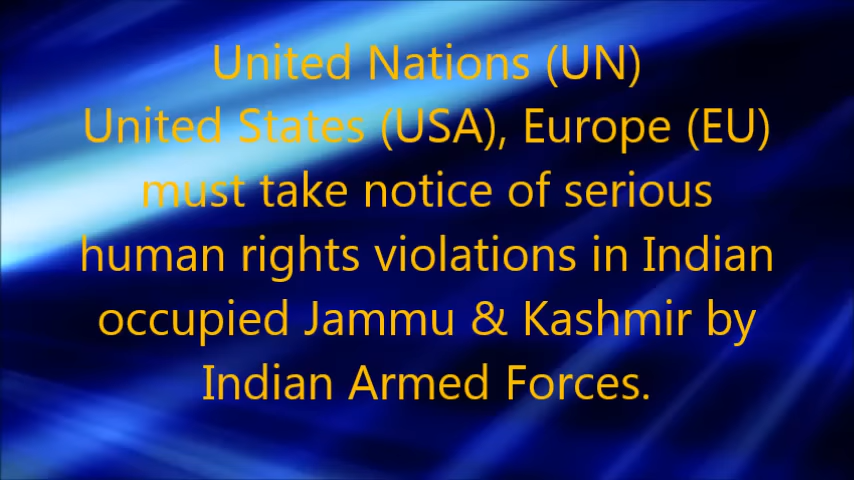 United Nations (UN)
United States (USA), Europe (EU)
must take notice of serious
human rights violations in Indian
occupied Jammu & Kashmir by
Indian Armed Forces.